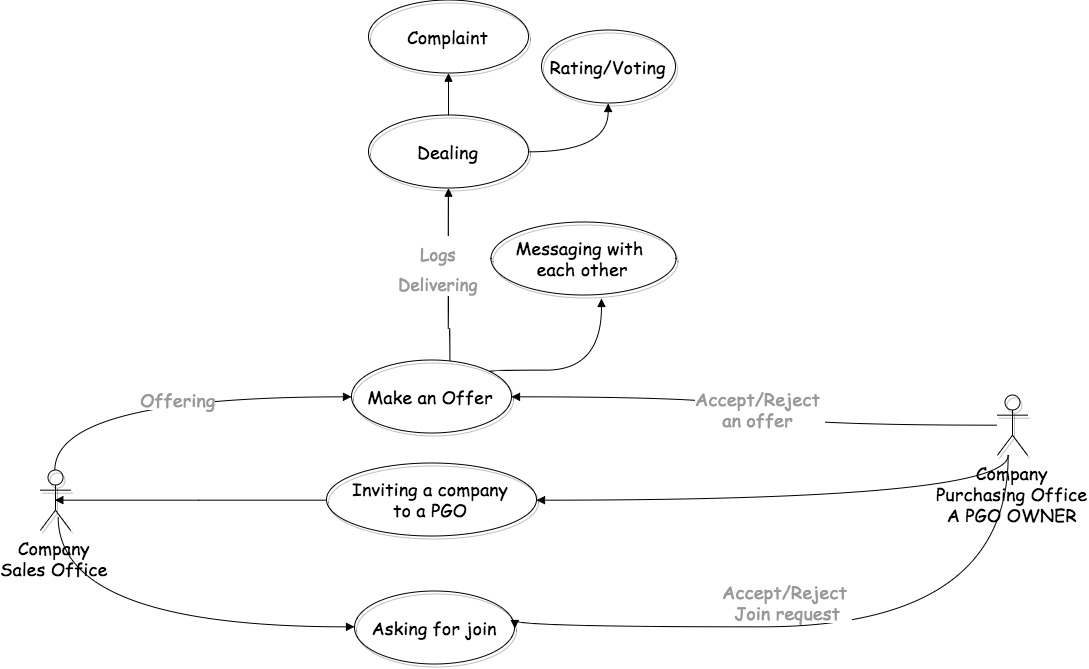 Complaint
Rating/Voting
Dealing
Logs
Delivering
Messaging with
each other
Offering
Make an Offer
Accept/Reject
an offer
Inviting a company
to a PGO
Company
Purchasing Office
A PGO OWNER
Company
Sales Office
Asking for join
Accept/Reject
Join request